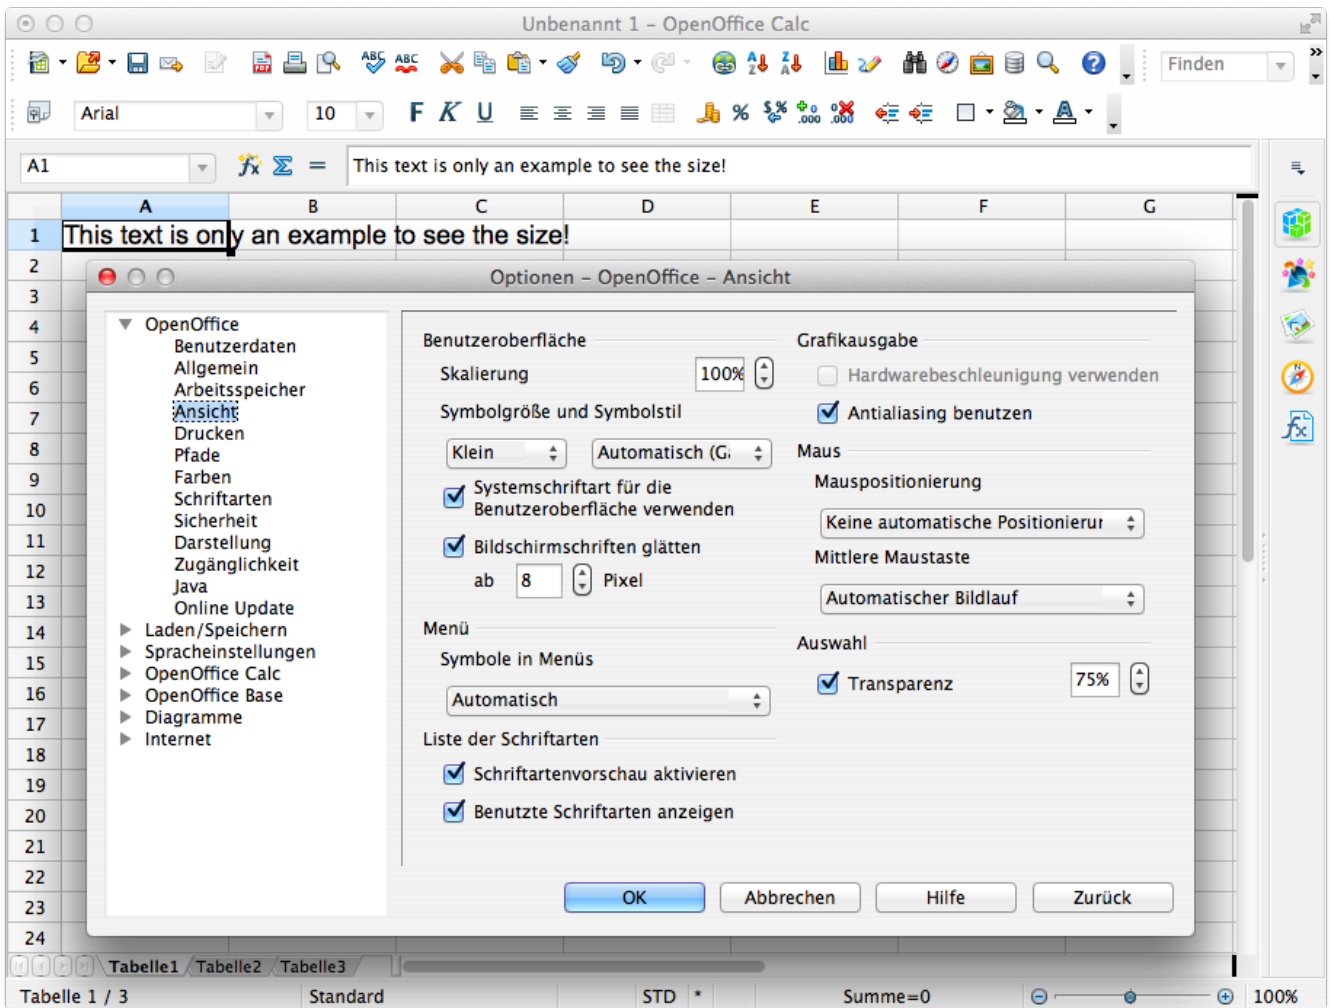 Unbenannt 1 – OpenOffice Calc
Finden
Arial
10
F K U
A1
This text is only an example to see the size!
A B C D E F G
1 This text is only an example to see the size!
2
3
4
5
6
7
8
9
10
11
12
13
14
15
16
17
18
19
20
21
22
23
24
Optionen – OpenOffice – Ansicht
OpenOffice
Benutzerdaten
Allgemein
Arbeitsspeicher
Ansicht
Drucken
Pfade
Farben
Schriftarten
Sicherheit
Darstellung
Zugänglichkeit
Java
Online Update
Laden/Speichern
Spracheinstellungen
OpenOffice Calc
OpenOffice Base
Diagramme
Internet
Benutzeroberfläche
Skalierung 100%
Symbolgröße und Symbolstil
Klein Automatisch (Ga
Systemschriftart für die
Benutzeroberfläche verwenden
Bildschirmschriften glätten
ab 8 Pixel
Menü
Symbole in Menüs
Automatisch
Liste der Schriftarten
Schriftartenvorschau aktivieren
Benutzte Schriftarten anzeigen
Grafikausgabe
Hardwarebeschleunigung verwenden
Antialiasing benutzen
Maus
Mauspositionierung
Keine automatische Positionierur
Mittlere Maustaste
Automatischer Bildlauf
Auswahl
Transparenz 75%
OK Abbrechen Hilfe Zurück
Tabelle1 Tabelle2 Tabelle3
Tabelle 1 / 3 Standard STD * Summe=0 100%